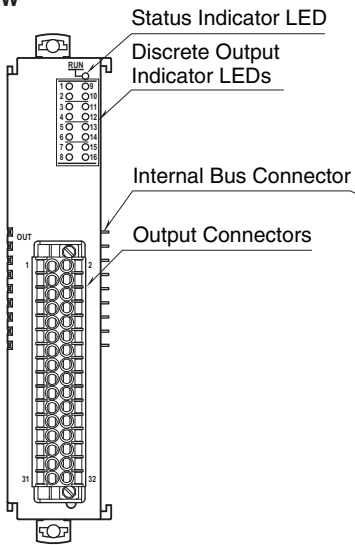 Status Indicator LED
RUN
Discrete Output
Indicator LEDs
1 9
2 10
3 11
4 12
5 13
6 14
7 15
8 16
Internal Bus Connector
OUT
Output Connectors
1 2
31 32